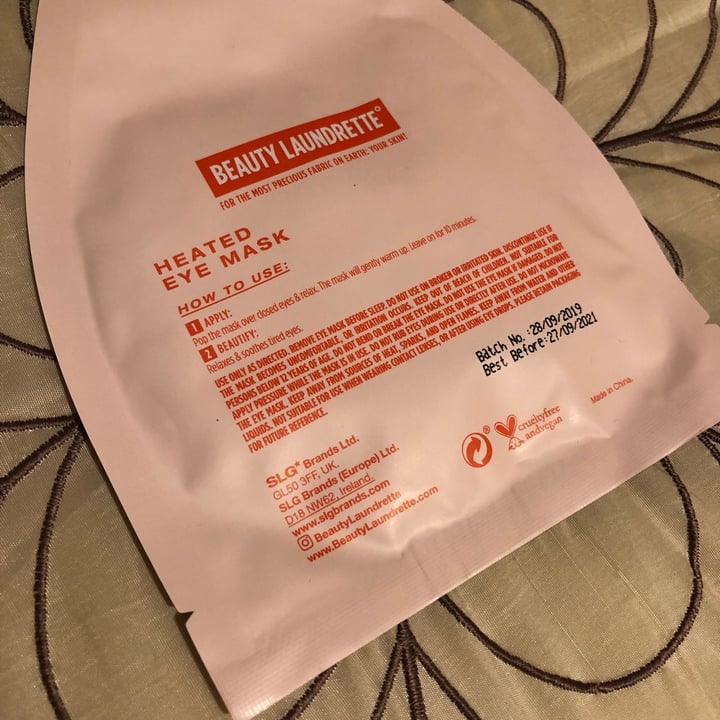 BEAUTY LAUNDRETTE
FOR THE MOST PRECIOUS FABRIC ON EARTH: YOUR SKIN!
HEATED
EYE MASK
HOW TO USE:
1 APPLY:
Pop the mask over closed eyes & relax. The mask will gently warm up. Leave on for 10 minutes.
2 BEAUTIFY:
Relaxes & soothes tired eyes.
USE ONLY AS DIRECTED. REMOVE EYE MASK BEFORE SLEEP. DO NOT USE ON BROKEN OR IRRITATED SKIN. DISCONTINUE USE IF
THE MASK BECOMES UNCOMFORTABLE, OR IRRITATION OCCURS. KEEP OUT OF REACH OF CHILDREN. NOT SUITABLE FOR
PERSONS BELOW 12 YEARS OF AGE. DO NOT BEND OR BREAK THE EYE MASK. DO NOT USE THE EYE MASK IF DAMAGED. DO NOT
APPLY PRESSURE WHILE THE MASK IS IN USE. DO NOT RUB EYES DURING USE OR DIRECTLY AFTER USE. DO NOT MICROWAVE
THE EYE MASK. KEEP AWAY FROM SOURCES OF HEAT, SPARKS, AND OPEN FLAMES. KEEP AWAY FROM WATER AND OTHER
LIQUIDS. NOT SUITABLE FOR USE WHEN WEARING CONTACT LENSES, OR AFTER USING EYE DROPS. PLEASE RETAIN PACKAGING
FOR FUTURE REFERENCE.
Batch No. :28/09/2019
Best Before:27/09/2021
SLG* Brands Ltd.
GL50 3FF, UK.
SLG Brands (Europe) Ltd.
D18 NW62, Ireland.
www.slgbrands.com
BeautyLaundrette
www.BeautyLaundrette.com
crueltyfree
andvegan
Made in China.